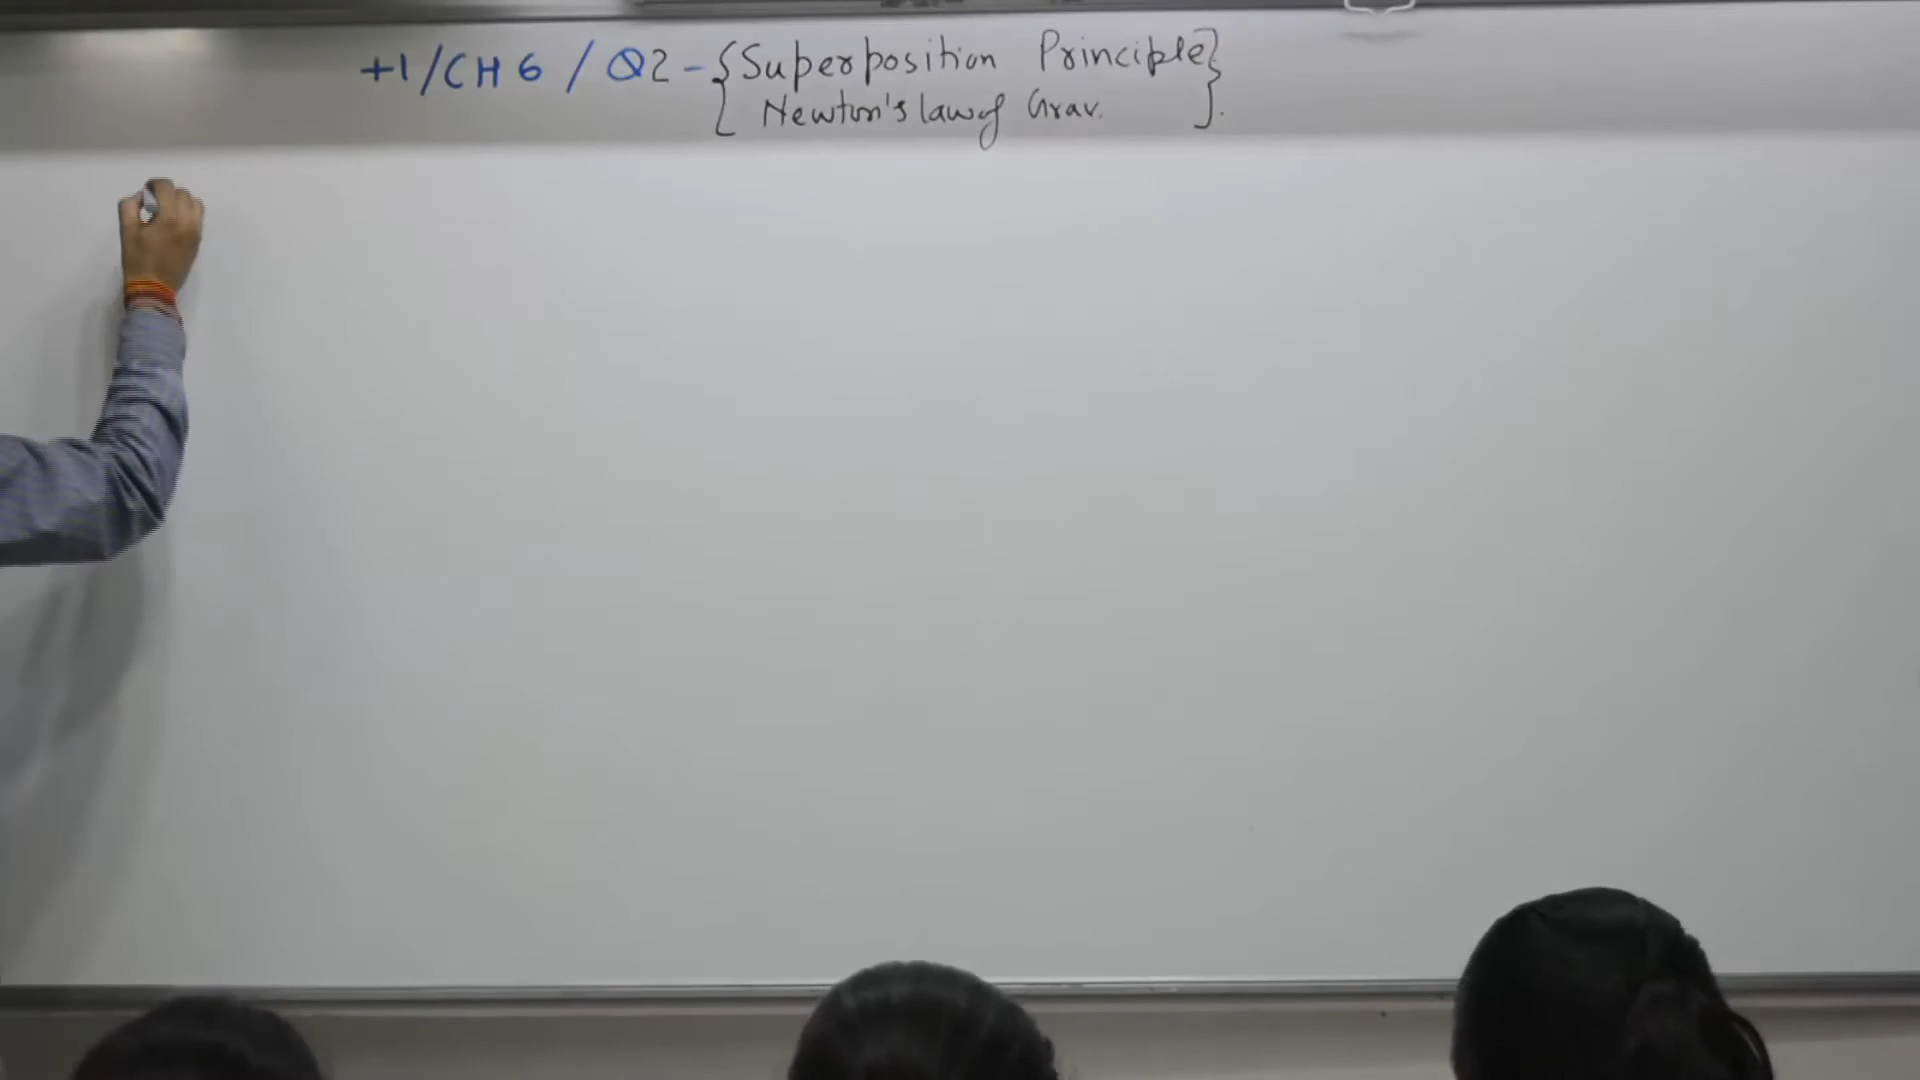 +1/CH 6 / Q2 - {Superposition Principle}
{Newton's law of Grav. }.